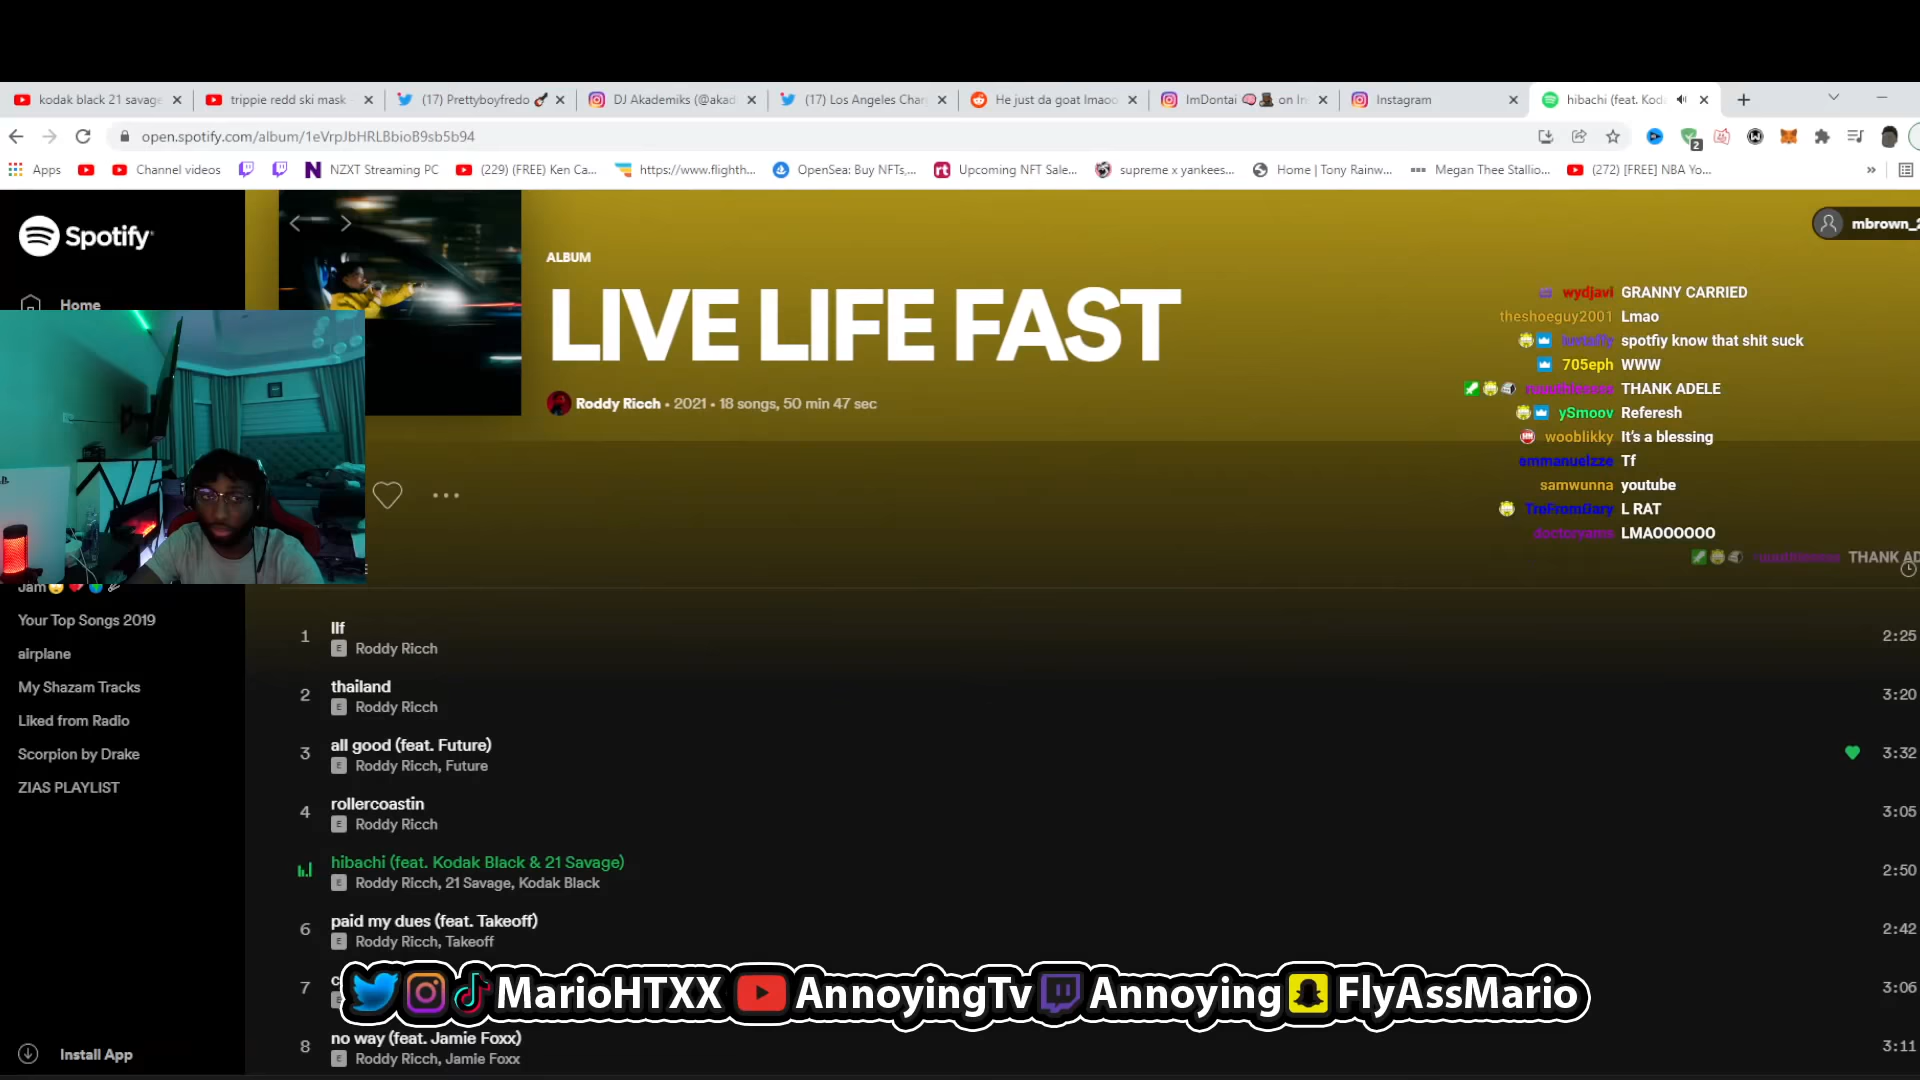 kodak black 21 savage
trippie redd ski mask
(17) Prettyboyfredo
DJ Akademiks (@akad
(17) Los Angeles Char
He just da goat lmaoo
ImDontai on In
Instagram
hibachi (feat. Kod
open.spotify.com/album/1eVrpJbHRLBbioB9sb5b94
2
Apps
Channel videos
NZXT Streaming PC
(229) (FREE) Ken Ca...
https://www.flighth...
OpenSea: Buy NFTs,...
Upcoming NFT Sale...
supreme x yankees...
Home | Tony Rainw...
Megan Thee Stallio...
(272) [FREE] NBA Yo...
Spotify
Home
ALBUM
LIVE LIFE FAST
Roddy Ricch • 2021 • 18 songs, 50 min 47 sec
mbrown_2
wydjavi GRANNY CARRIED
theshoeguy2001 Lmao
spotfiy know that shit suck
705eph WWW
THANK ADELE
ySmoov Referesh
wooblikky It's a blessing
emmanuelzze Tf
samwunna youtube
TreFromGary L RAT
doctoryams LMAOOOOOO
THANK AD
Jam
Your Top Songs 2019
airplane
My Shazam Tracks
Liked from Radio
Scorpion by Drake
ZIAS PLAYLIST
Install App
1 llf 2:25
E Roddy Ricch
2 thailand 3:20
E Roddy Ricch
3 all good (feat. Future) 3:32
E Roddy Ricch, Future
4 rollercoastin 3:05
E Roddy Ricch
hibachi (feat. Kodak Black & 21 Savage) 2:50
E Roddy Ricch, 21 Savage, Kodak Black
6 paid my dues (feat. Takeoff) 2:42
E Roddy Ricch, Takeoff
7 3:06
MarioHTXX AnnoyingTv Annoying FlyAssMario
8 no way (feat. Jamie Foxx) 3:11
E Roddy Ricch, Jamie Foxx